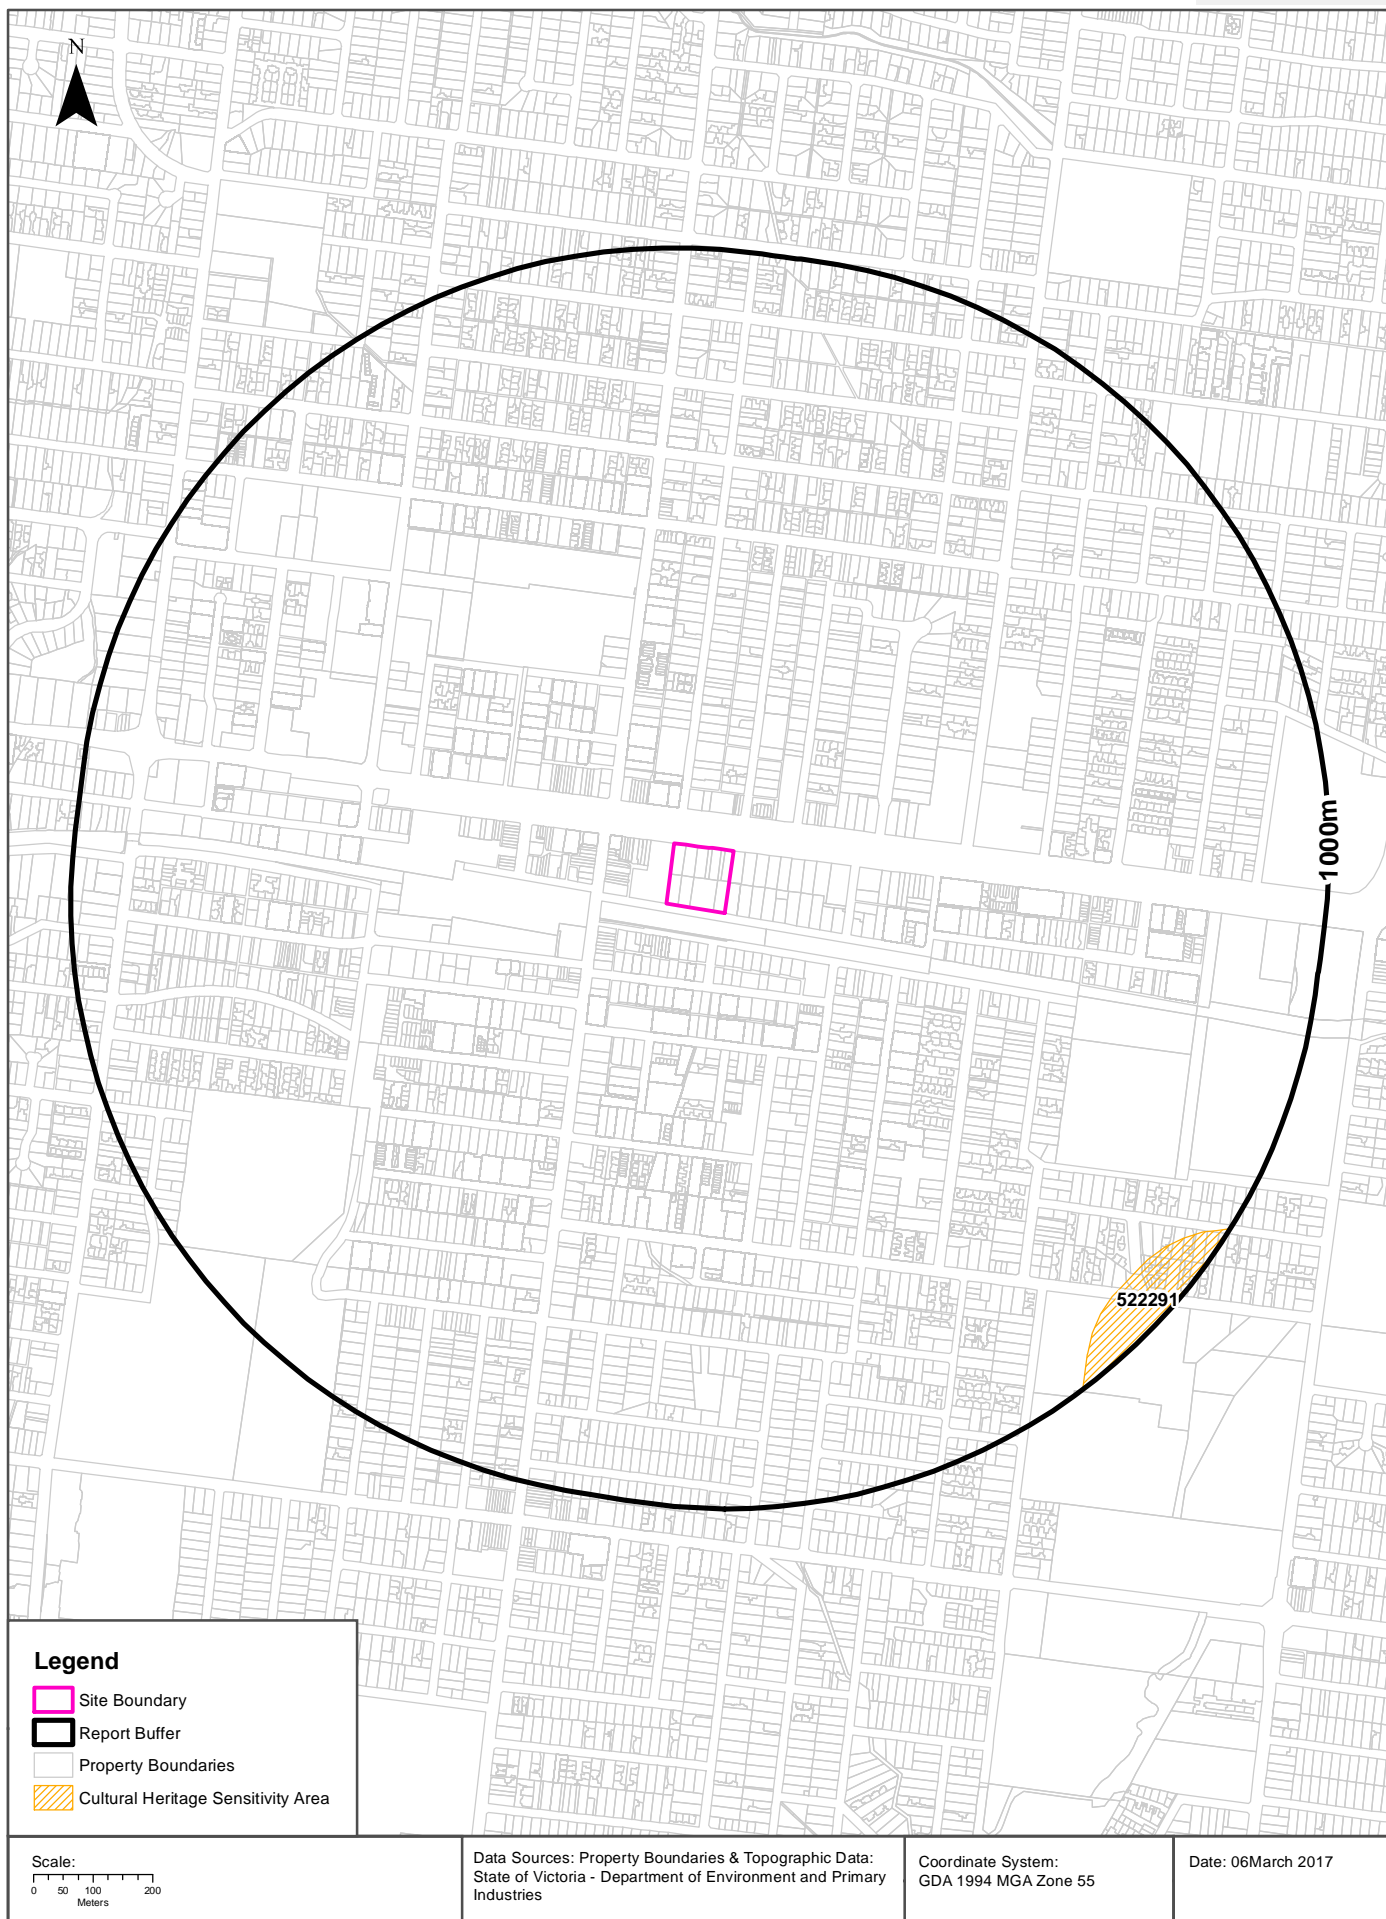 N
1000m
522291
Legend
Site Boundary
Report Buffer
Property Boundaries
Cultural Heritage Sensitivity Area
Scale:
0 50 100 200
Meters
Data Sources: Property Boundaries & Topographic Data:
State of Victoria - Department of Environment and Primary
Industries
Coordinate System:
GDA 1994 MGA Zone 55
Date: 06March 2017